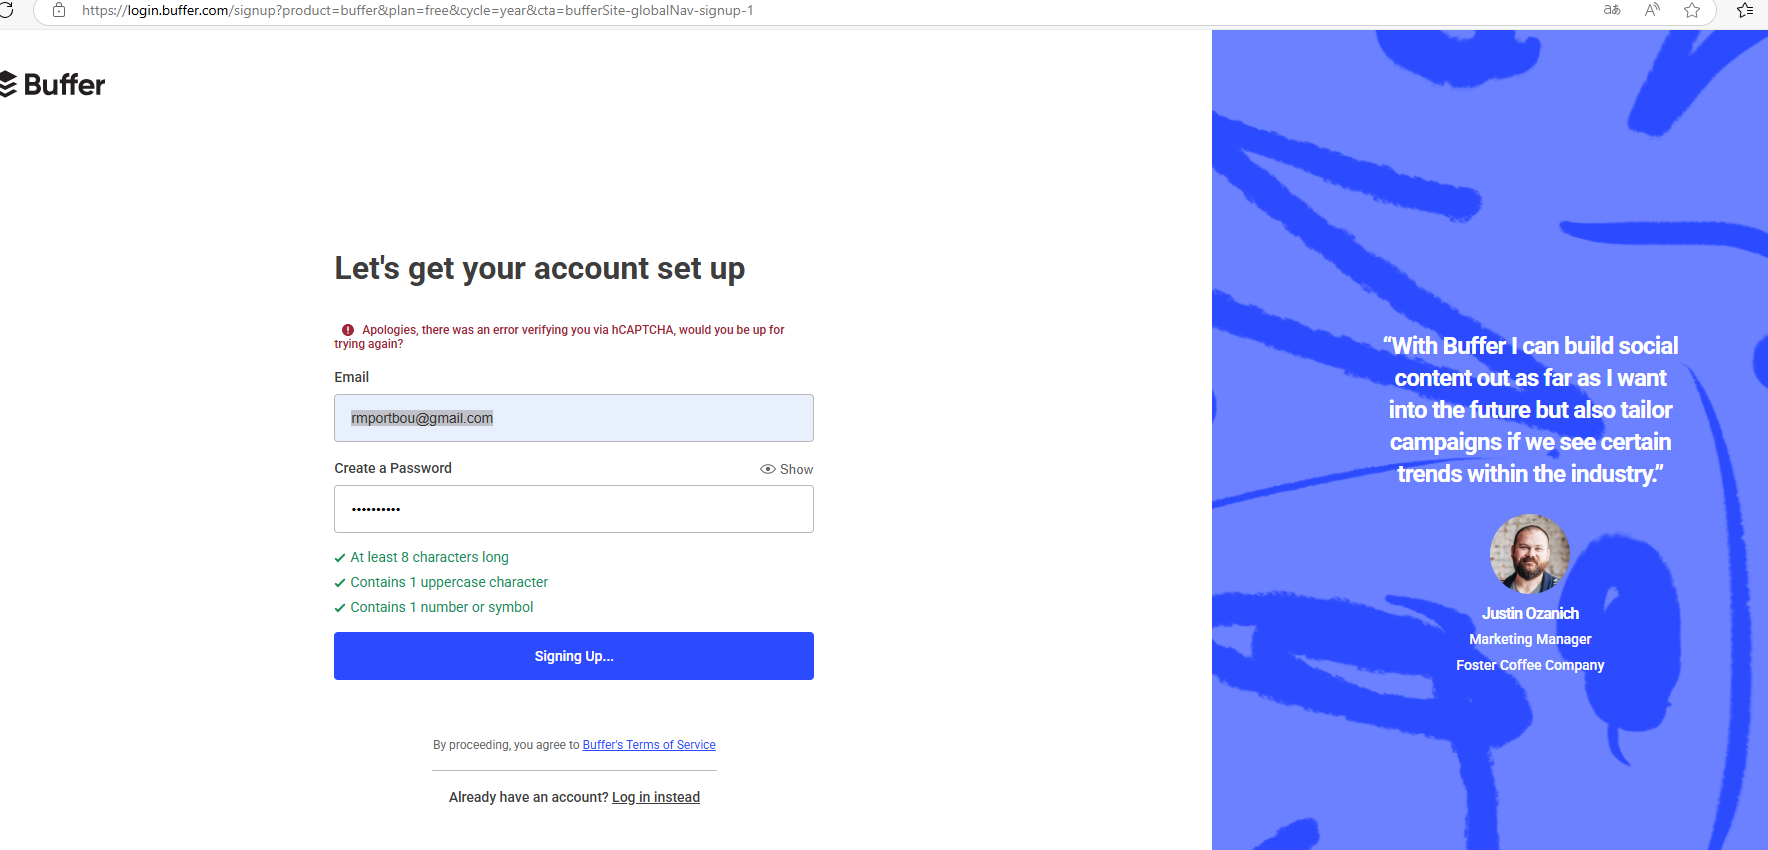 https://login.buffer.com/signup?product=buffer&plan=free&cycle=year&cta=bufferSite-globalNav-signup-1
aあ
A
Buffer
Let's get your account set up
Apologies, there was an error verifying you via hCAPTCHA, would you be up for
trying again?
Email
rmportbou@gmail.com
Create a Password
Show
••••••••••
At least 8 characters long
Contains 1 uppercase character
Contains 1 number or symbol
Signing Up...
By proceeding, you agree to Buffer's Terms of Service
Already have an account? Log in instead
“With Buffer I can build social
content out as far as I want
into the future but also tailor
campaigns if we see certain
trends within the industry.”
Justin Ozanich
Marketing Manager
Foster Coffee Company